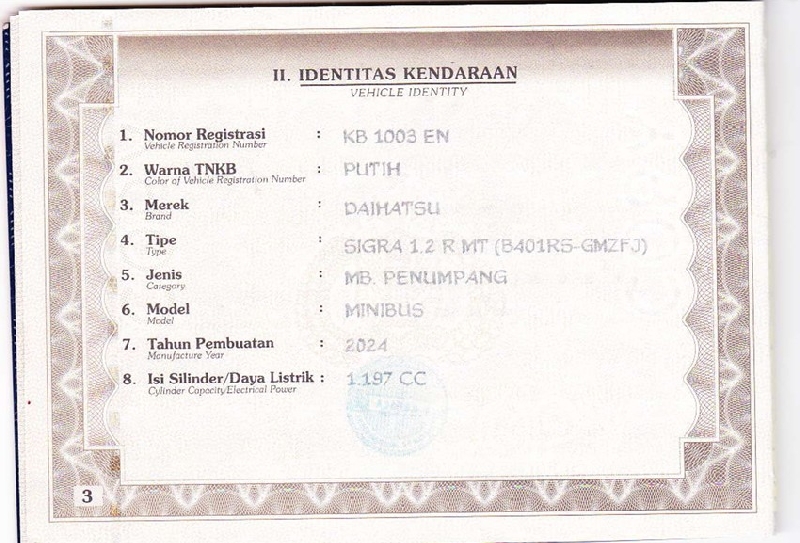 II. IDENTITAS KENDARAAN
VEHICLE IDENTITY
1. Nomor Registrasi : KB 1003 EN
Vehicle Registration Number
2. Warna TNKB : PUTIH
Color of Vehicle Registration Number
3. Merek : DAIHATSU
Brand
4. Tipe : SIGRA 1.2 R MT (B401RS-GMZFJ)
Type
5. Jenis : MB. PENUMPANG
Category
6. Model : MINIBUS
Model
7. Tahun Pembuatan : 2024
Manufacture Year
8. Isi Silinder/Daya Listrik : 1.197 CC
Cylinder Capacity/Electrical Power
3